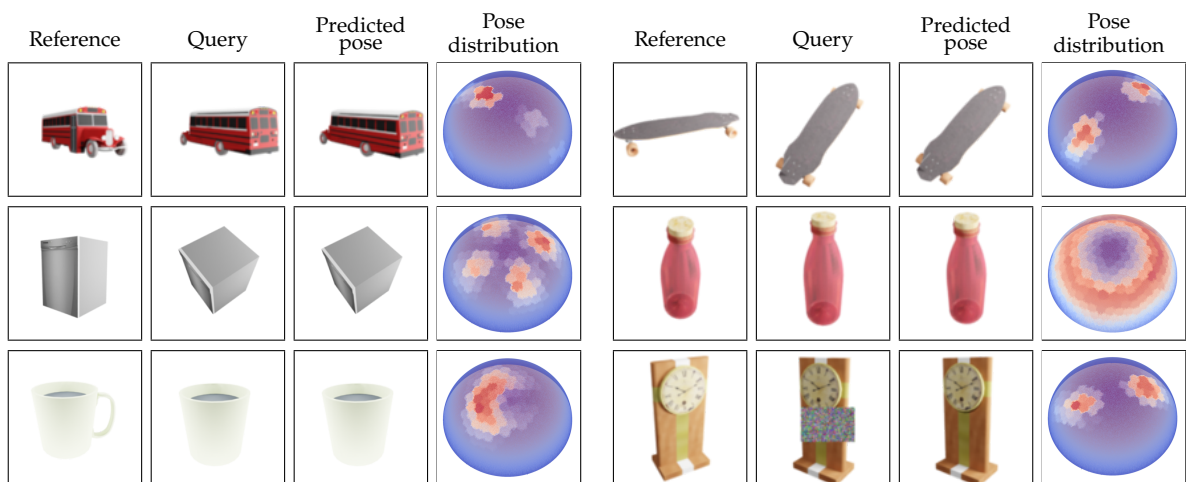 Reference
Query
Predicted
pose
Pose
distribution
Reference
Query
Predicted
pose
Pose
distribution